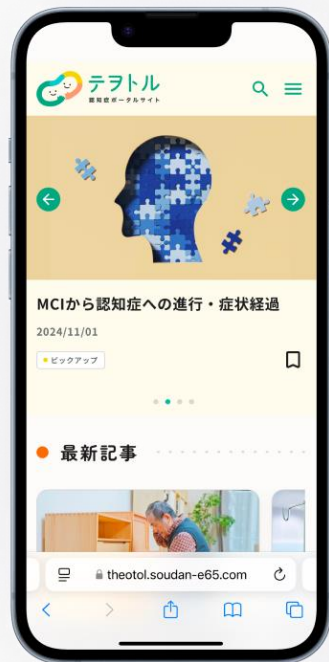 テヲトル
認知症ポータルサイト
MCIから認知症への進行・症状経過
2024/11/01
ピックアップ
最新記事
theotol.soudan-e65.com